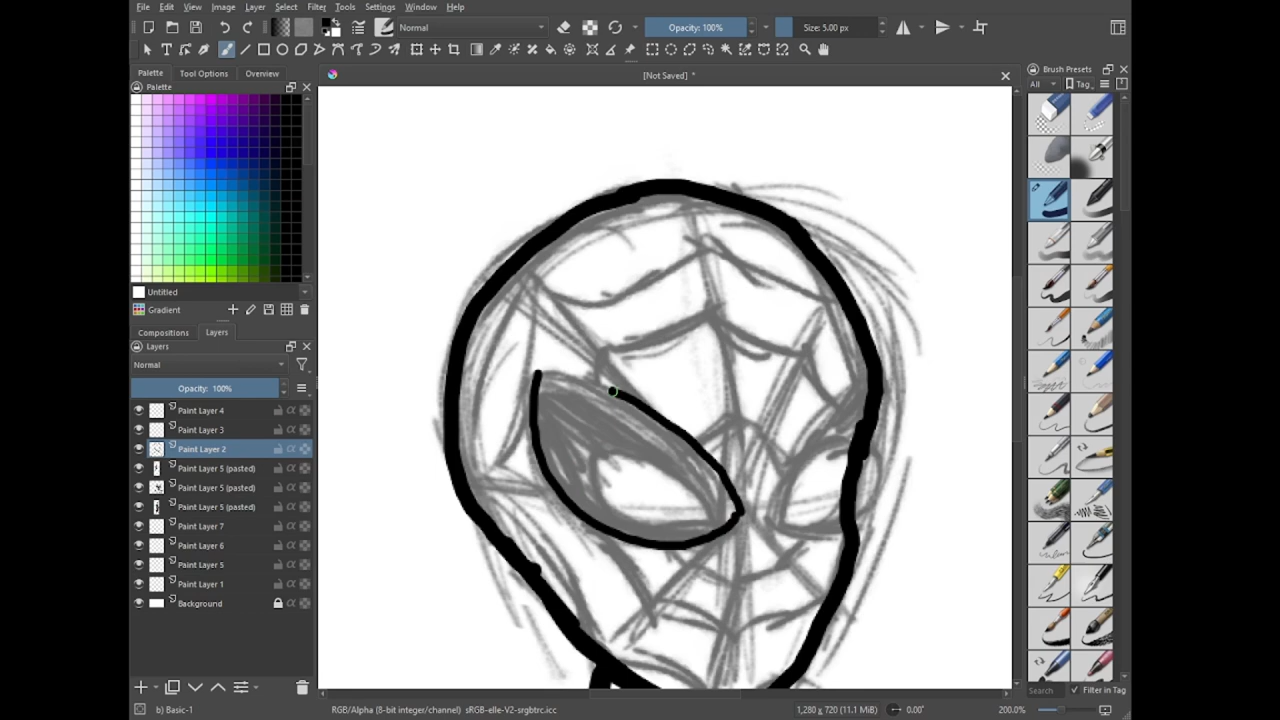 File Edit View Image Layer Select Filter Tools Settings Window Help
Normal Opacity: 100% Size: 5.00 px
Palette Tool Options Overview
[Not Saved] *
Brush Presets
Palette
All Tag
Untitled
Gradient
Compositions Layers
Layers
Normal
Opacity: 100%
Paint Layer 4
Paint Layer 3
Paint Layer 2
Paint Layer 5 (pasted)
Paint Layer 5 (pasted)
Paint Layer 5 (pasted)
Paint Layer 7
Paint Layer 6
Paint Layer 5
Paint Layer 1
Background
Search Filter in Tag
b) Basic-1 RGB/Alpha (8-bit integer/channel) sRGB-elle-V2-srgbtrc.icc 1,280 x 720 (11.1 MiB) 0.00° 200.0%